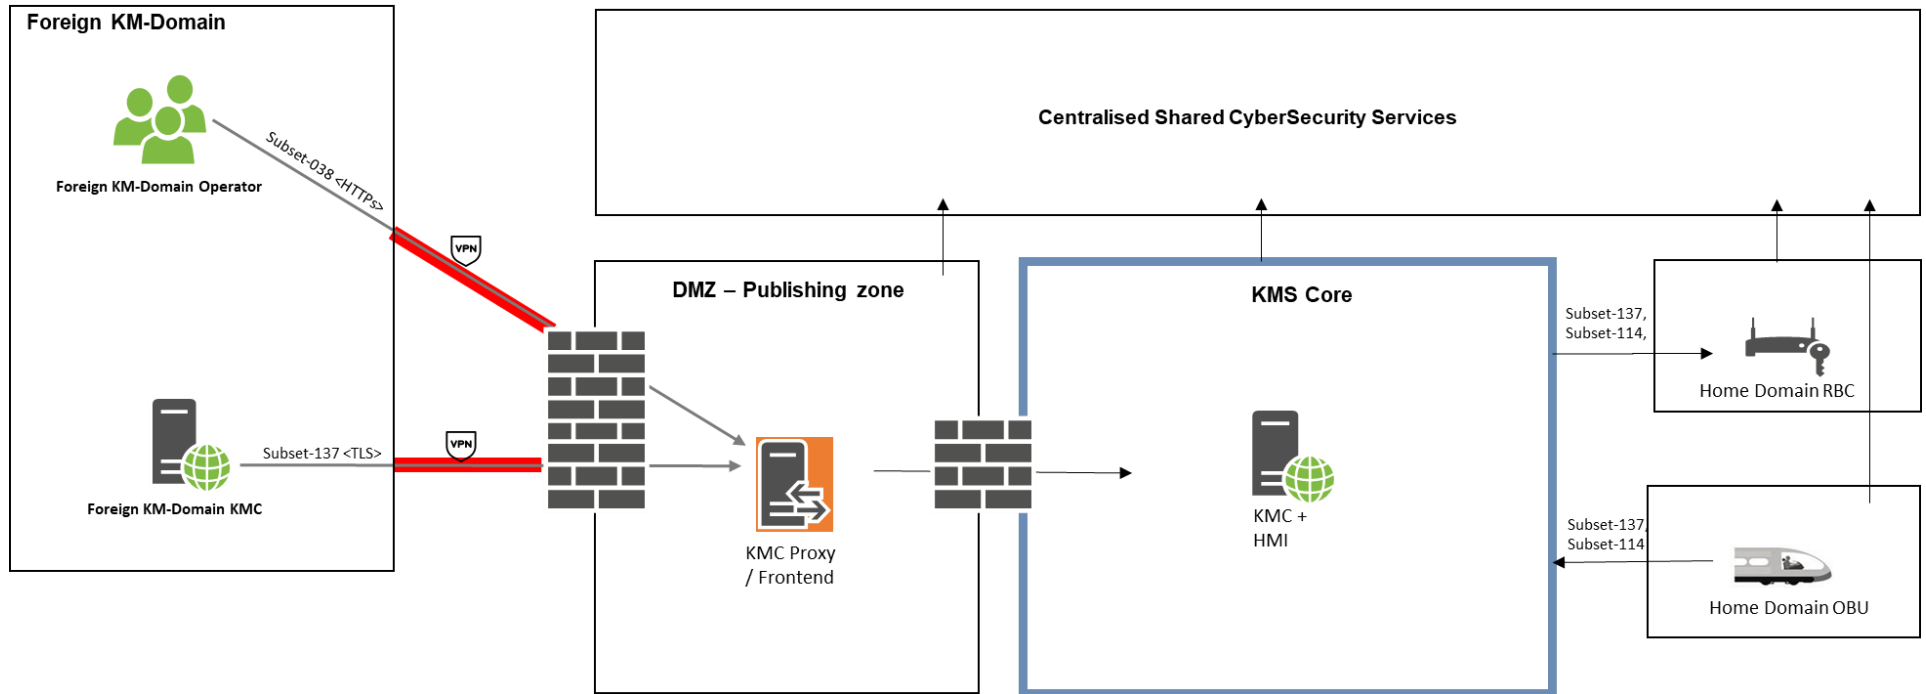 Foreign KM-Domain
Foreign KM-Domain Operator
Subset-038 <HTTPs>
VPN
Subset-137 <TLS>
VPN
Foreign KM-Domain KMC
Centralised Shared CyberSecurity Services
DMZ – Publishing zone
KMC Proxy
/ Frontend
KMS Core
KMC +
HMI
Subset-137,
Subset-114,
Home Domain RBC
Subset-137,
Subset-114
Home Domain OBU